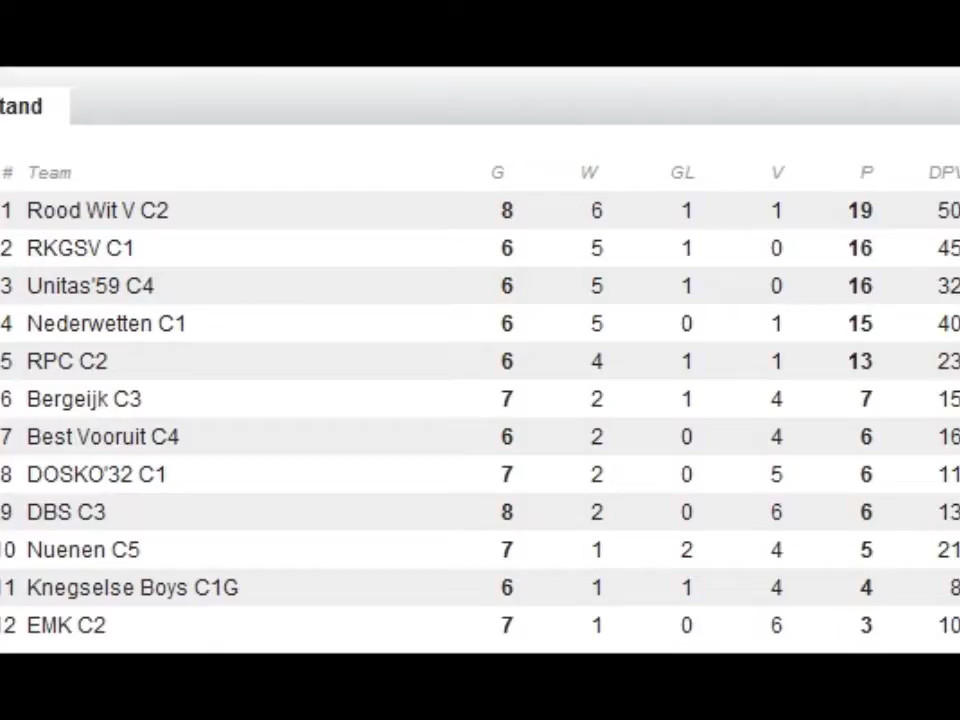 tand
# Team G W GL V P DPV
1 Rood Wit V C2 8 6 1 1 19 50
2 RKGSV C1 6 5 1 0 16 45
3 Unitas'59 C4 6 5 1 0 16 32
4 Nederwetten C1 6 5 0 1 15 40
5 RPC C2 6 4 1 1 13 23
6 Bergeijk C3 7 2 1 4 7 15
7 Best Vooruit C4 6 2 0 4 6 16
8 DOSKO'32 C1 7 2 0 5 6 11
9 DBS C3 8 2 0 6 6 13
10 Nuenen C5 7 1 2 4 5 21
11 Knegselse Boys C1G 6 1 1 4 4 8
12 EMK C2 7 1 0 6 3 10